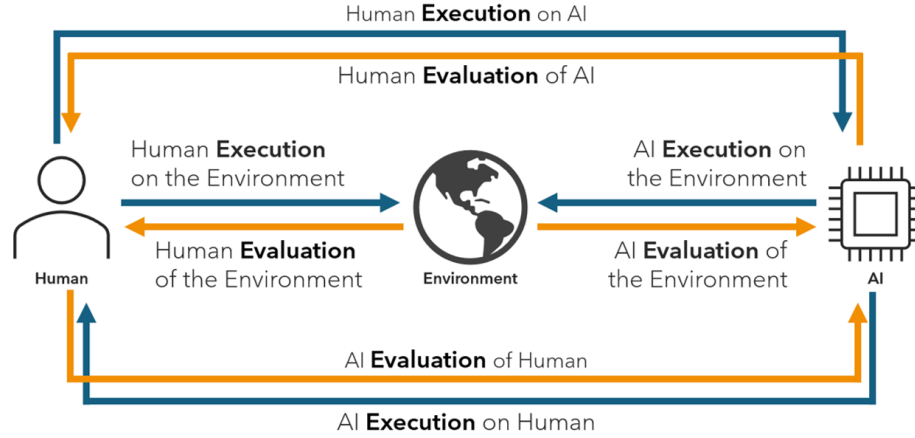 Human Execution on AI
Human Evaluation of AI
Human Execution
on the Environment
AI Execution on
the Environment
Human Evaluation
of the Environment
AI Evaluation of
the Environment
Human
Environment
AI
AI Evaluation of Human
AI Execution on Human